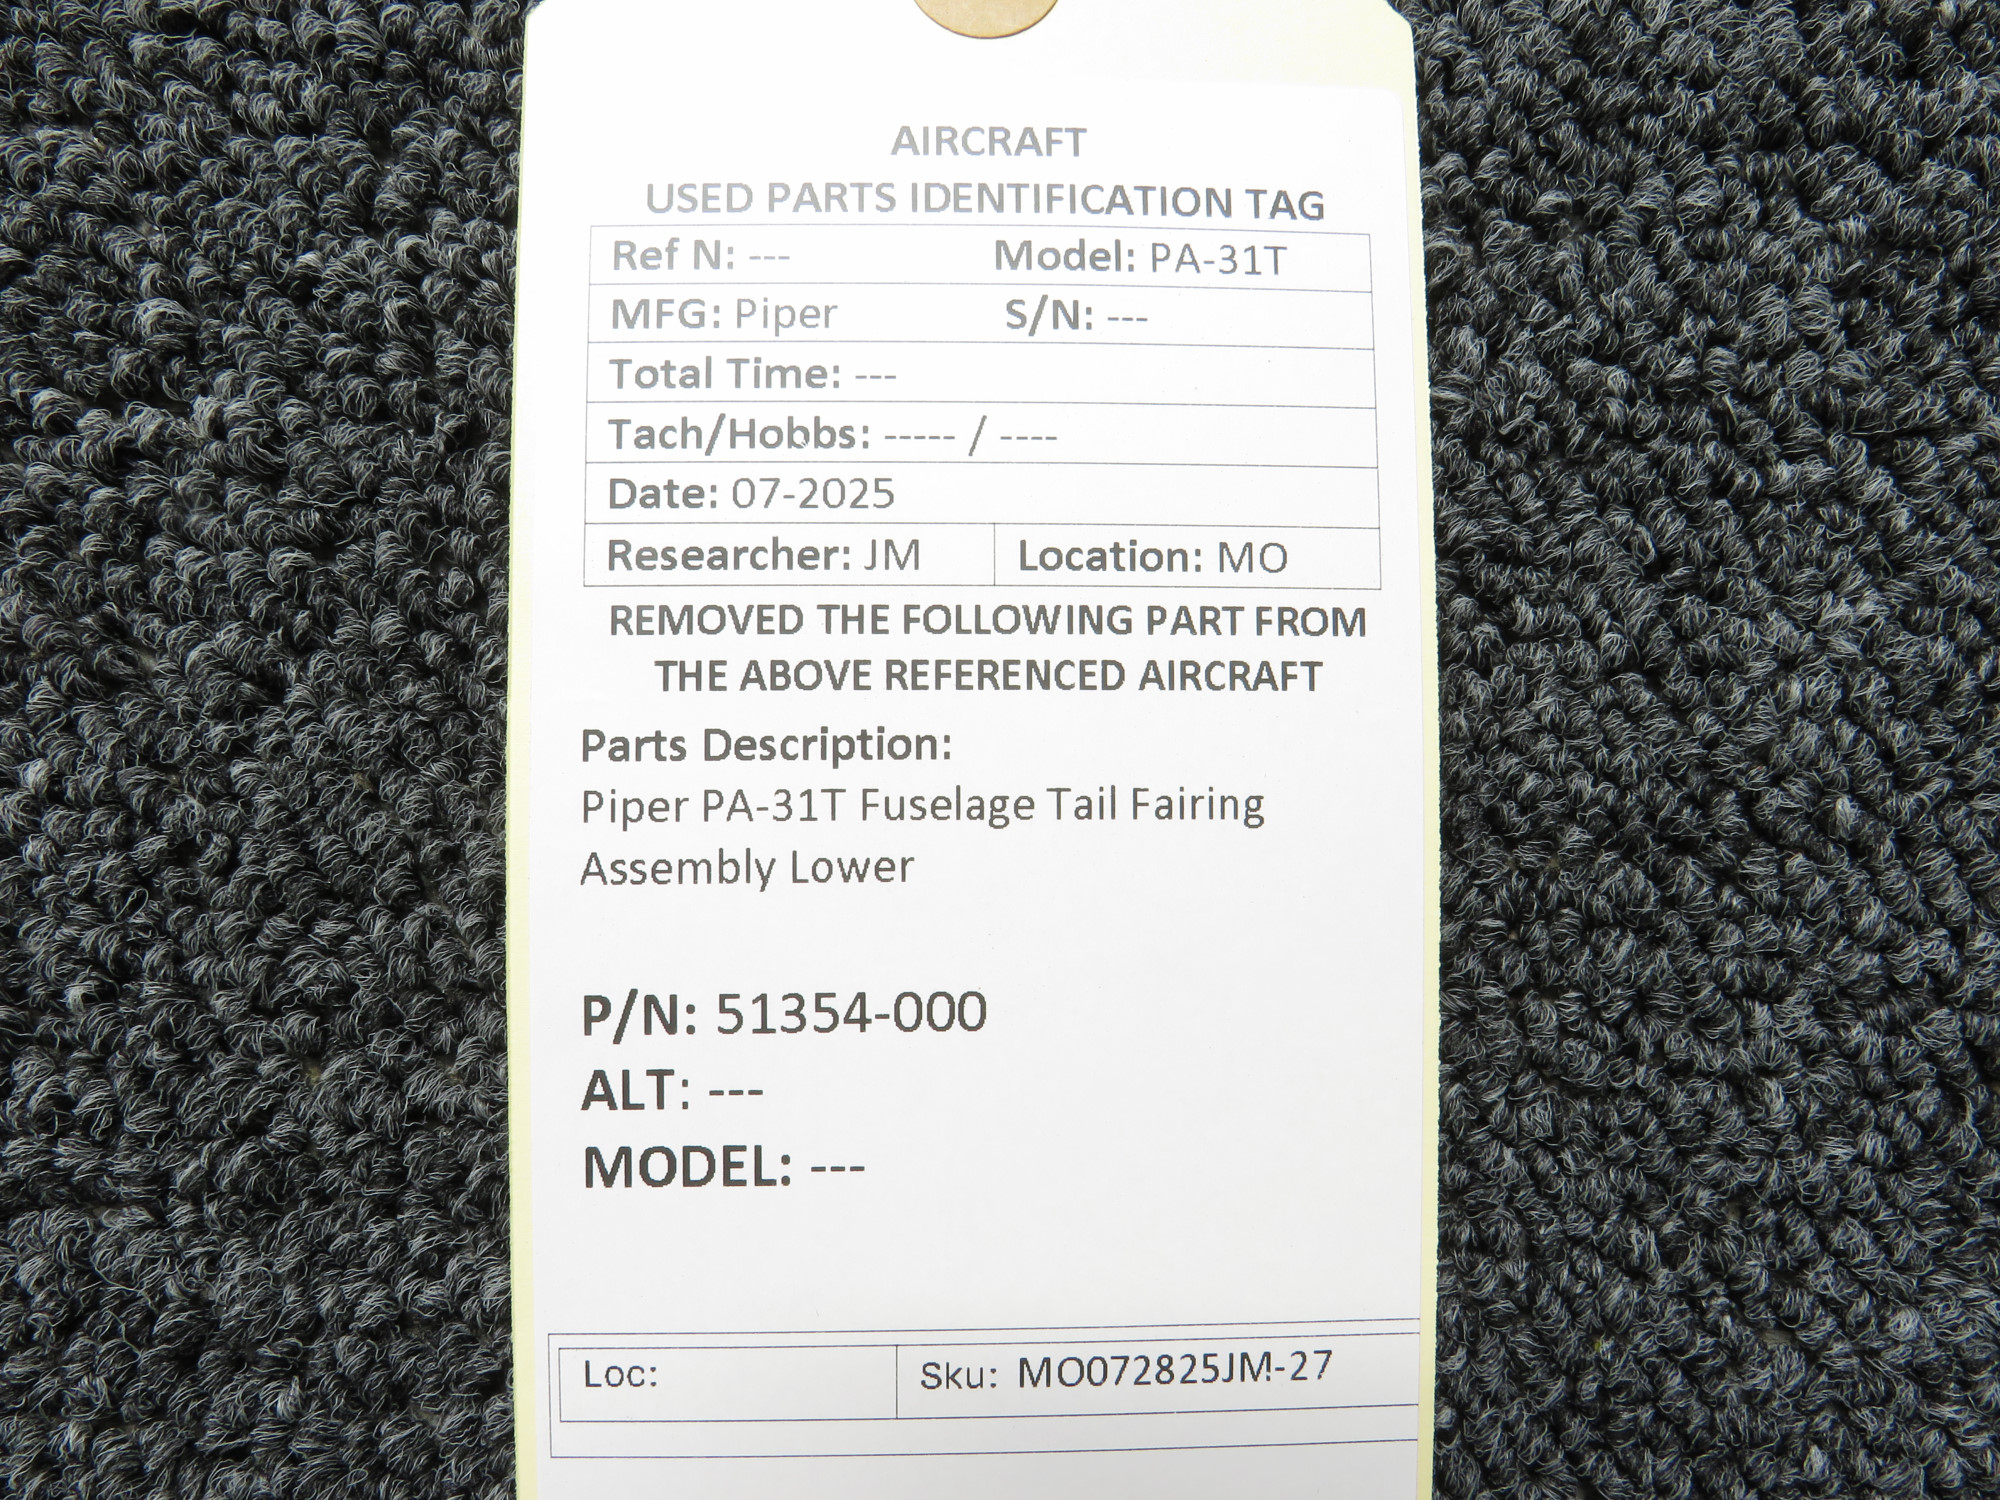 AIRCRAFT
USED PARTS IDENTIFICATION TAG
Ref N: --- Model: PA-31T
MFG: Piper S/N: ---
Total Time: ---
Tach/Hobbs: ----- / ----
Date: 07-2025
Researcher: JM Location: MO
REMOVED THE FOLLOWING PART FROM
THE ABOVE REFERENCED AIRCRAFT
Parts Description:
Piper PA-31T Fuselage Tail Fairing
Assembly Lower
P/N: 51354-000
ALT: ---
MODEL: ---
Loc: Sku: MO072825JM-27